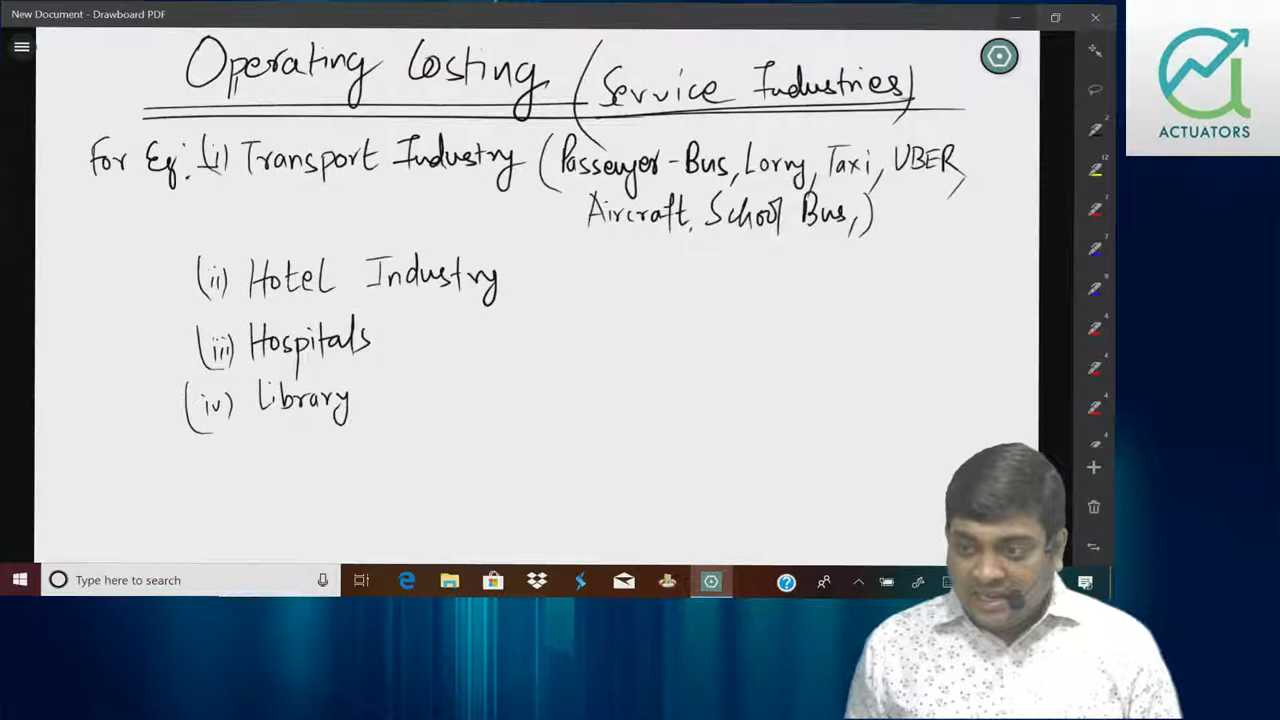 New Document - Drawboard PDF
ACTUATORS
Operating Costing (Service Industries)
For Eg: (i) Transport Industry (Passenger-Bus, Lorry, Taxi, UBER,
Aircraft, School Bus,)
(ii) Hotel Industry
(iii) Hospitals
(iv) Library
Type here to search